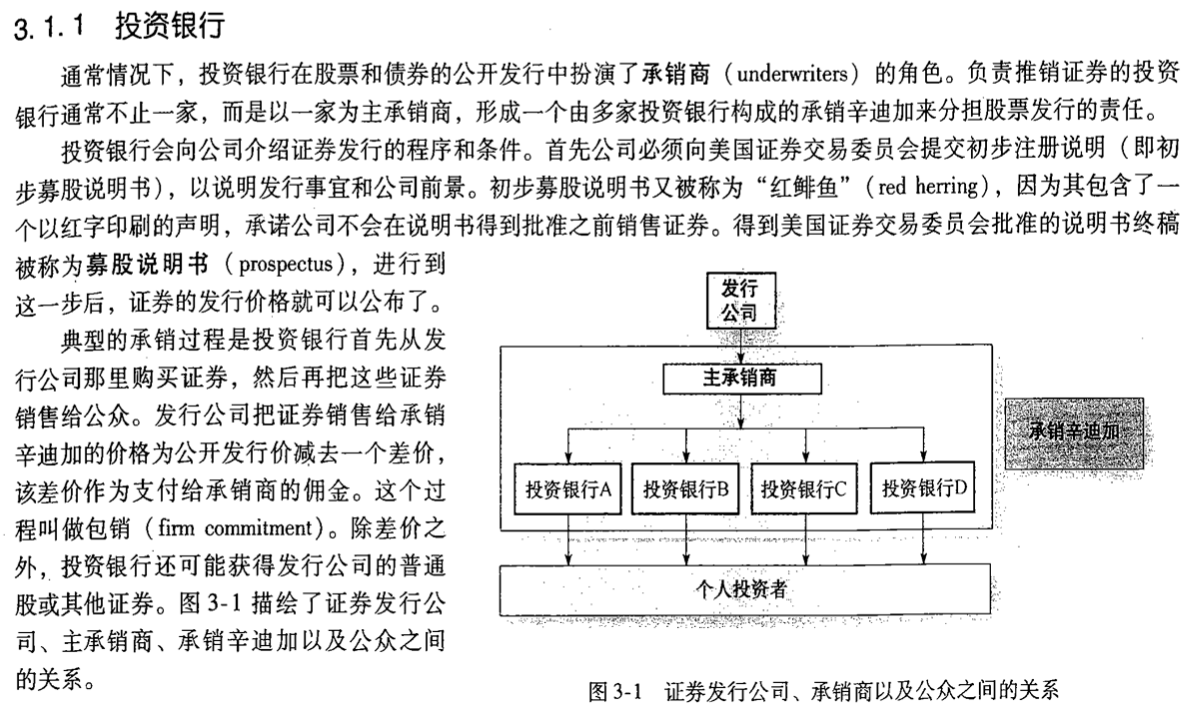 3.1.1 投资银行
通常情况下，投资银行在股票和债券的公开发行中扮演了承销商（underwriters）的角色。负责推销证券的投资
银行通常不止一家，而是以一家为主承销商，形成一个由多家投资银行构成的承销辛迪加来分担股票发行的责任。
投资银行会向公司介绍证券发行的程序和条件。首先公司必须向美国证券交易委员会提交初步注册说明（即初
步募股说明书），以说明发行事宜和公司前景。初步募股说明书又被称为“红鲱鱼”（red herring），因为其包含了一
个以红字印刷的声明，承诺公司不会在说明书得到批准之前销售证券。得到美国证券交易委员会批准的说明书终稿
被称为募股说明书（prospectus），进行到
这一步后，证券的发行价格就可以公布了。
典型的承销过程是投资银行首先从发
行公司那里购买证券，然后再把这些证券
销售给公众。发行公司把证券销售给承销
辛迪加的价格为公开发行价减去一个差价，
该差价作为支付给承销商的佣金。这个过
程叫做包销（firm commitment）。除差价之
外，投资银行还可能获得发行公司的普通
股或其他证券。图 3-1 描绘了证券发行公
司、主承销商、承销辛迪加以及公众之间
的关系。
发行
公司
主承销商
承销辛迪加
投资银行A
投资银行B
投资银行C
投资银行D
个人投资者
图 3-1 证券发行公司、承销商以及公众之间的关系